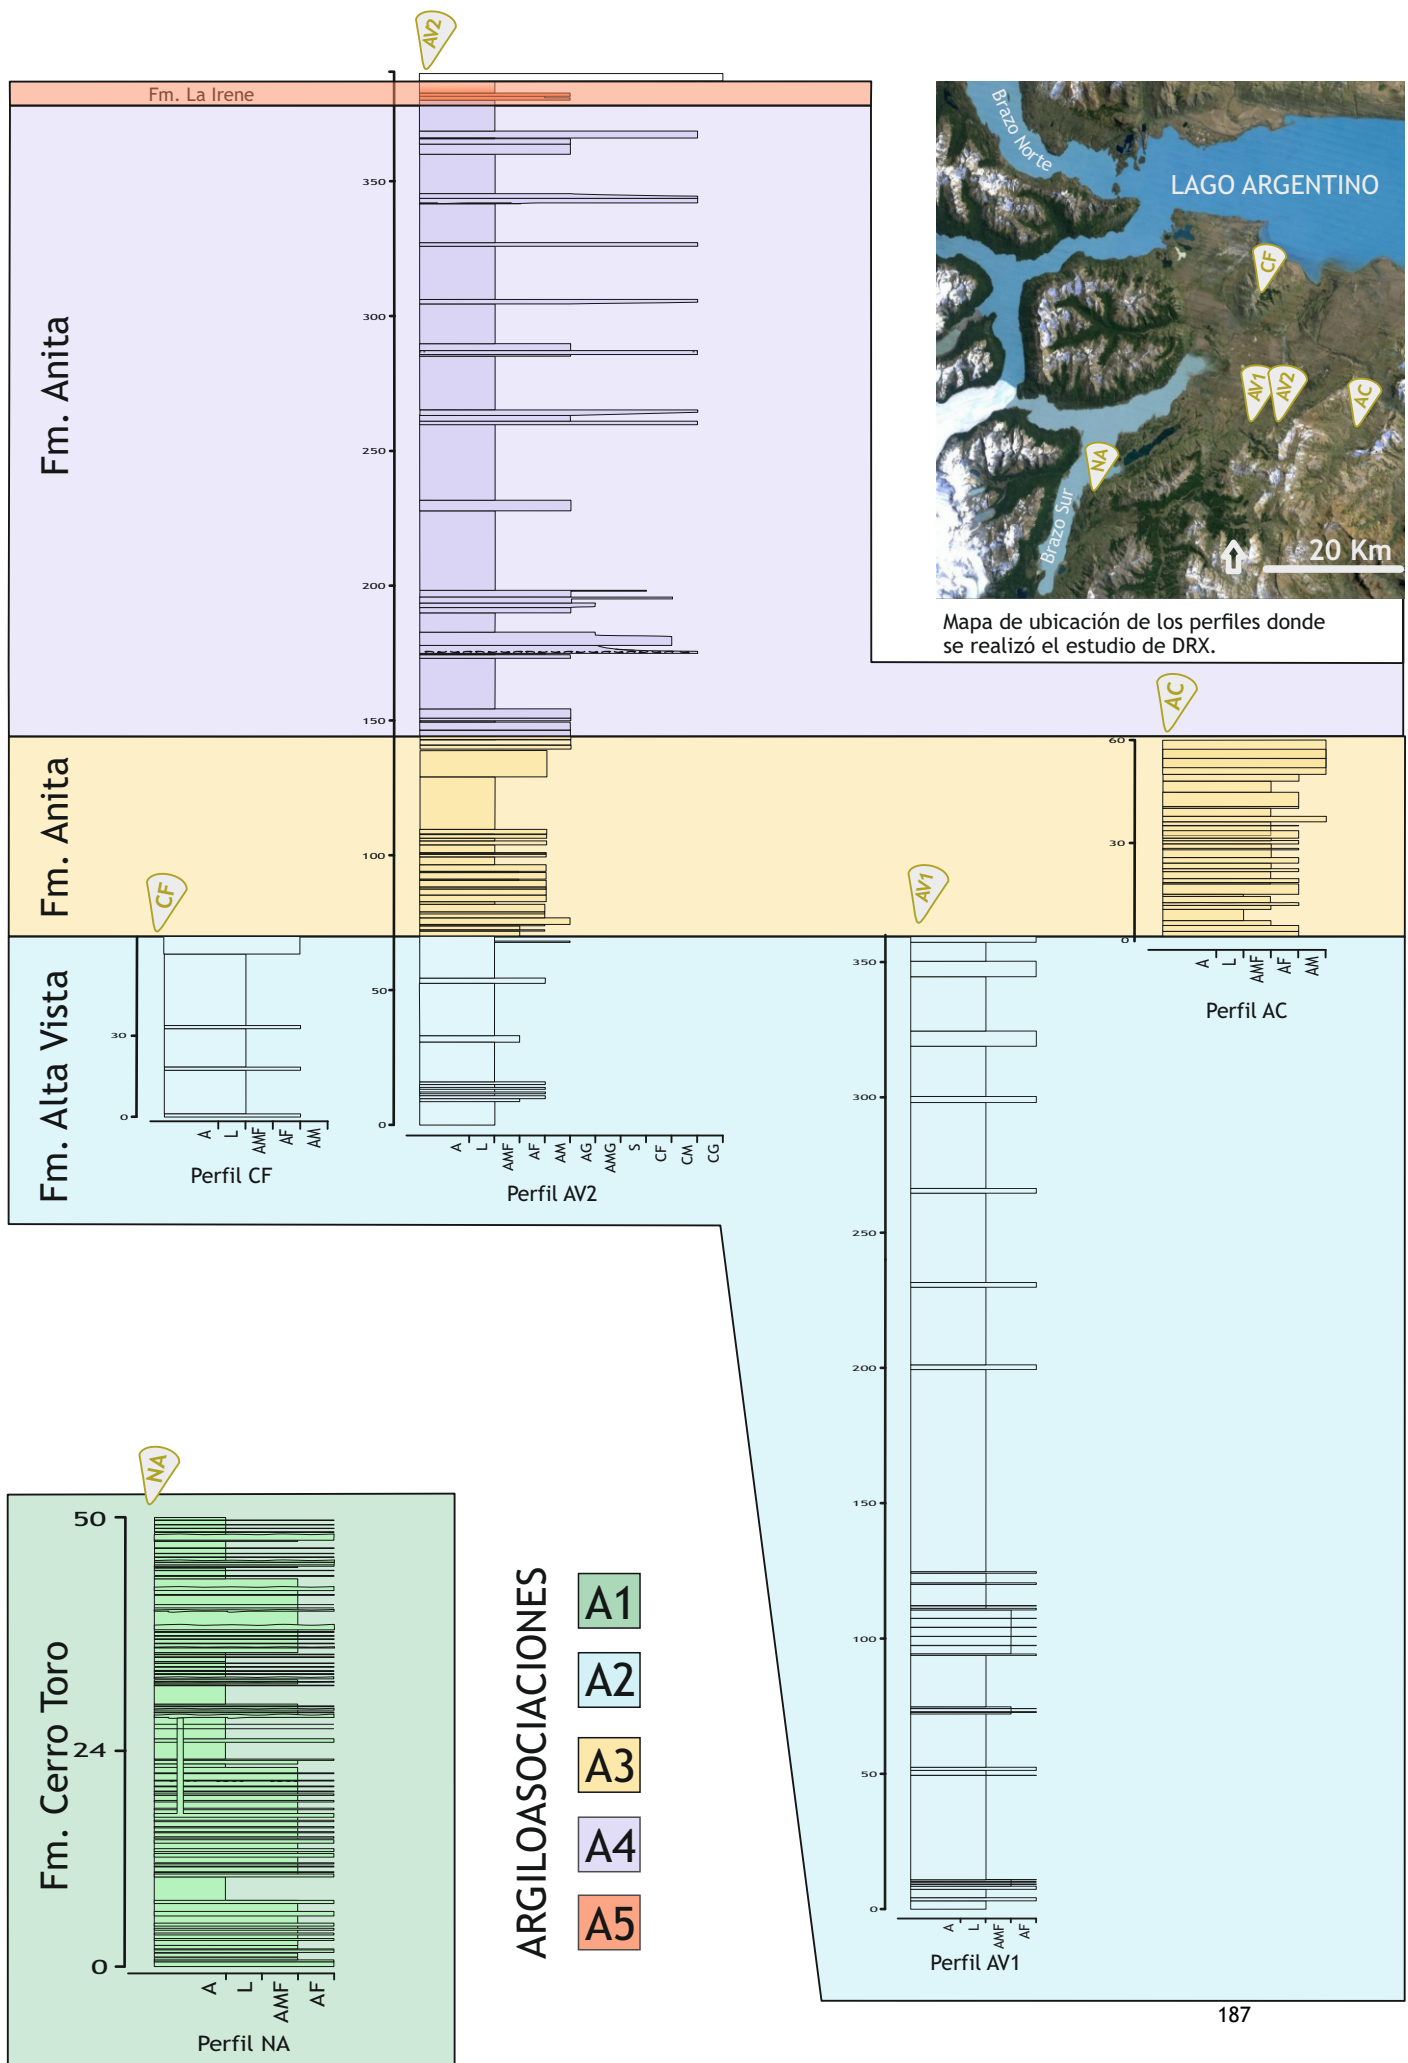 AV2
Fm. La Irene
350
300
250
200
150
100
50
0
Fm. Anita
Brazo Norte
LAGO ARGENTINO
CF
AV1
AV2
AC
NA
Brazo Sur
20 Km
Mapa de ubicación de los perfiles donde
se realizó el estudio de DRX.
Fm. Anita
AC
60
30
0
A
L
AMF
AF
AM
Perfil AC
Fm. Alta Vista
CF
30
0
A
L
AMF
AF
AM
Perfil CF
A
L
AMF
AF
AM
AG
AMG
S
CF
CM
CG
Perfil AV2
AV1
350
300
250
200
150
100
50
0
A
L
AMF
AF
Perfil AV1
NA
Fm. Cerro Toro
50
24
0
A
L
AMF
AF
Perfil NA
ARGILOASOCIACIONES
A1
A2
A3
A4
A5
187